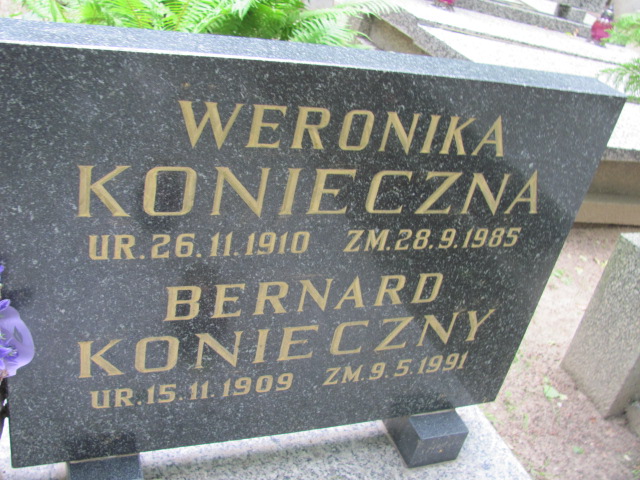 WERONIKA
KONIECZNA
UR.26.11.1910 ZM.28.9.1985
BERNARD
KONIECZNY
UR.15.11.1909 ZM.9.5.1991